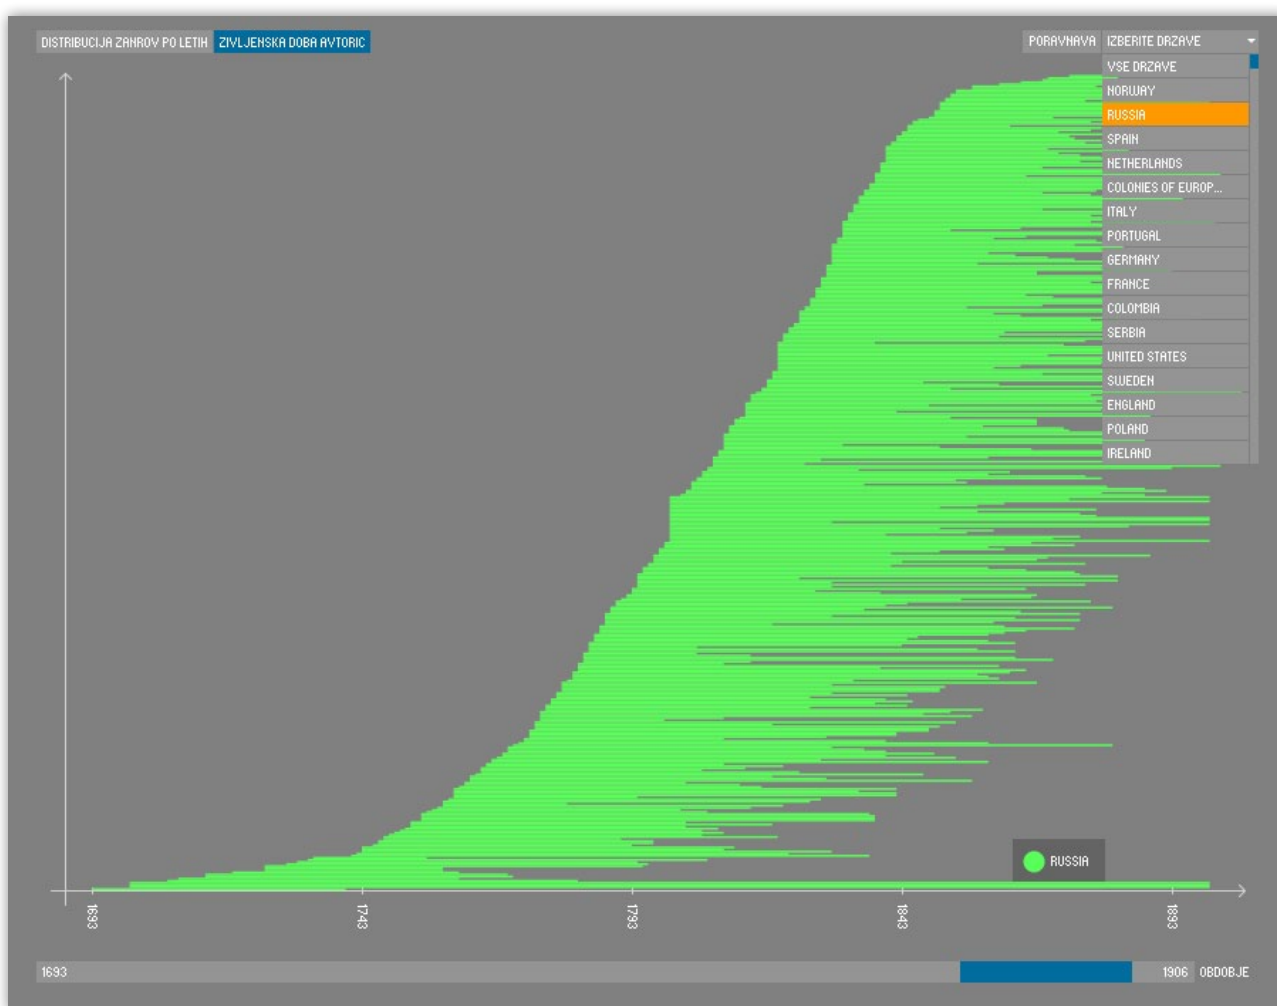 DISTRIBUCIJA ZANROV PO LETIH ZIVLJENSKA DOBA AVTORIC PORAVNAVA IZBERITE DRZAVE
VSE DRZAVE
NORWAY
RUSSIA
SPAIN
NETHERLANDS
COLONIES OF EUROP...
ITALY
PORTUGAL
GERMANY
FRANCE
COLOMBIA
SERBIA
UNITED STATES
SWEDEN
ENGLAND
POLAND
IRELAND
RUSSIA
1693 1743 1793 1843 1893
1693 1906 OBDOBJE